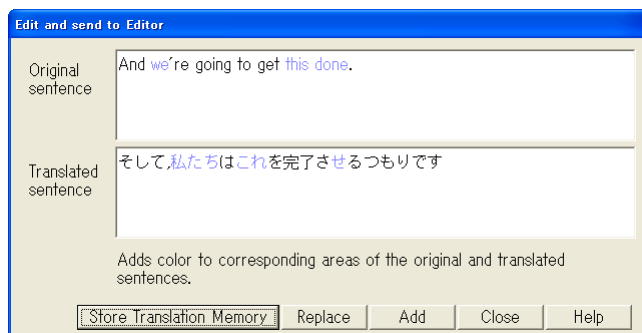 Edit and send to Editor
Original
sentence
And we're going to get this done.
Translated
sentence
そして,私たちはこれを完了させるつもりです
Adds color to corresponding areas of the original and translated
sentences.
Store Translation Memory
Replace
Add
Close
Help